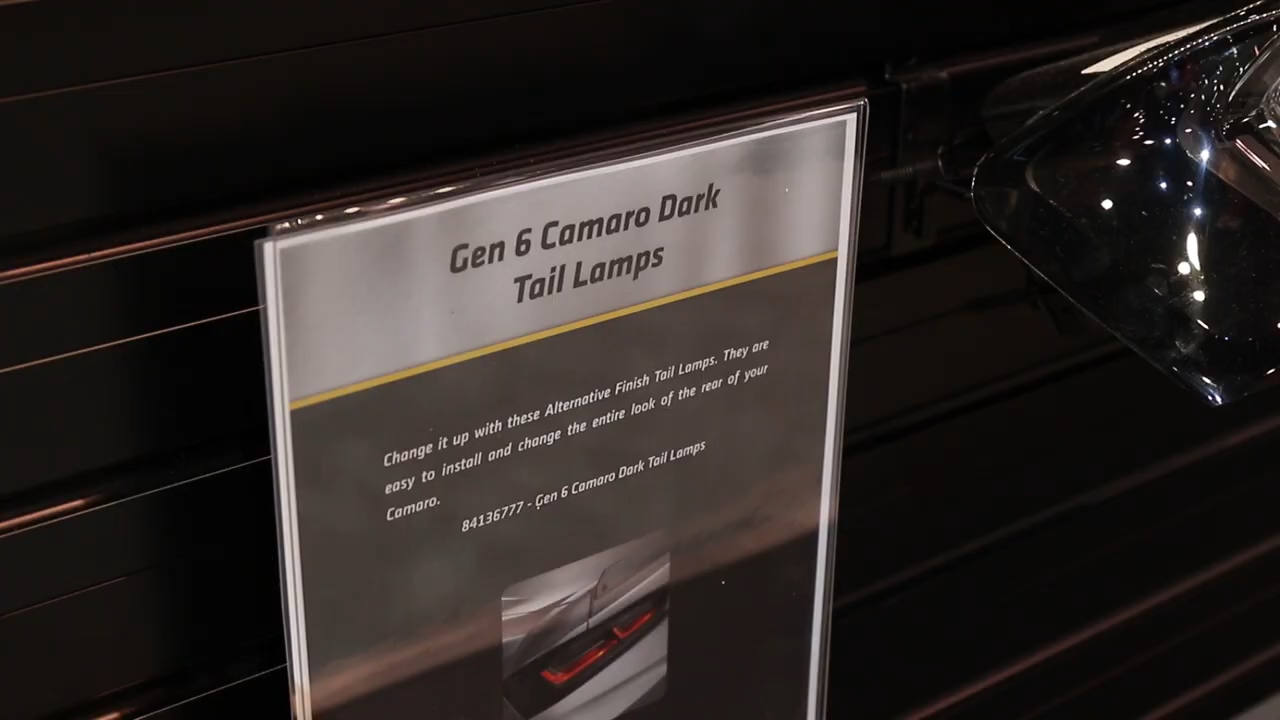 Gen 6 Camaro Dark
Tail Lamps
Change it up with these Alternative Finish Tail Lamps. They are
easy to install and change the entire look of the rear of your
Camaro.
84136777 - Gen 6 Camaro Dark Tail Lamps